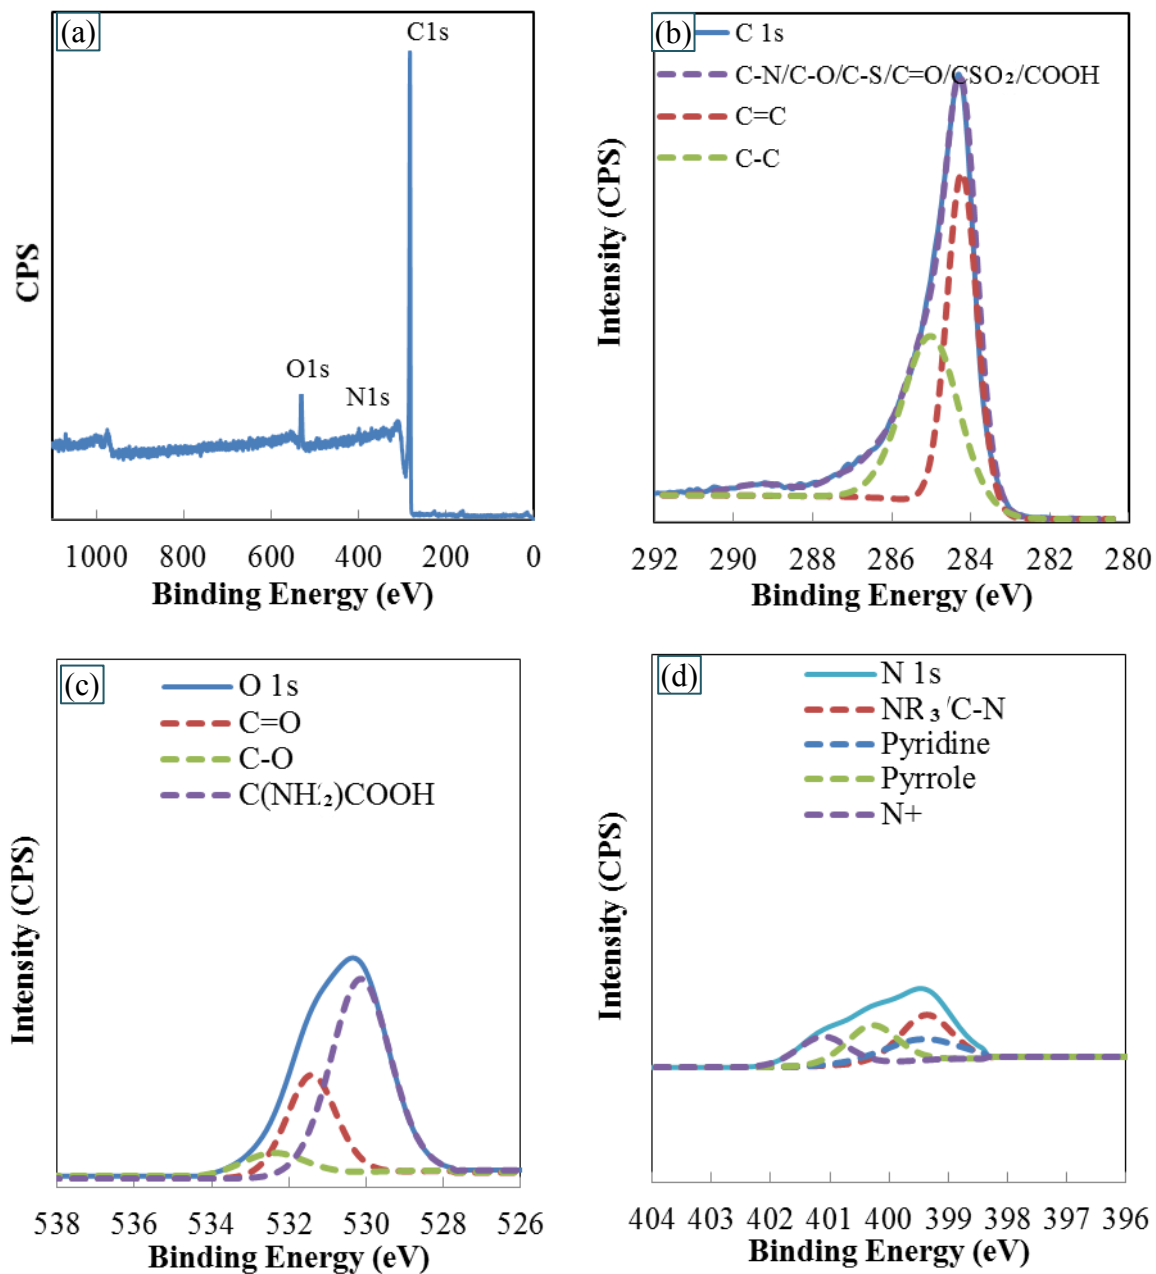 (a)
C1s
O1s
N1s
CPS
1000 800 600 400 200 0
Binding Energy (eV)
(b)
C 1s
C-N/C-O/C-S/C=O/CSO₂/COOH
C=C
C-C
Intensity (CPS)
292 290 288 286 284 282 280
Binding Energy (eV)
(c)
O 1s
C=O
C-O
C(NH₂)COOH
Intensity (CPS)
538 536 534 532 530 528 526
Binding Energy (eV)
(d)
N 1s
NR₃/C-N
Pyridine
Pyrrole
N+
Intensity (CPS)
404 403 402 401 400 399 398 397 396
Binding Energy (eV)